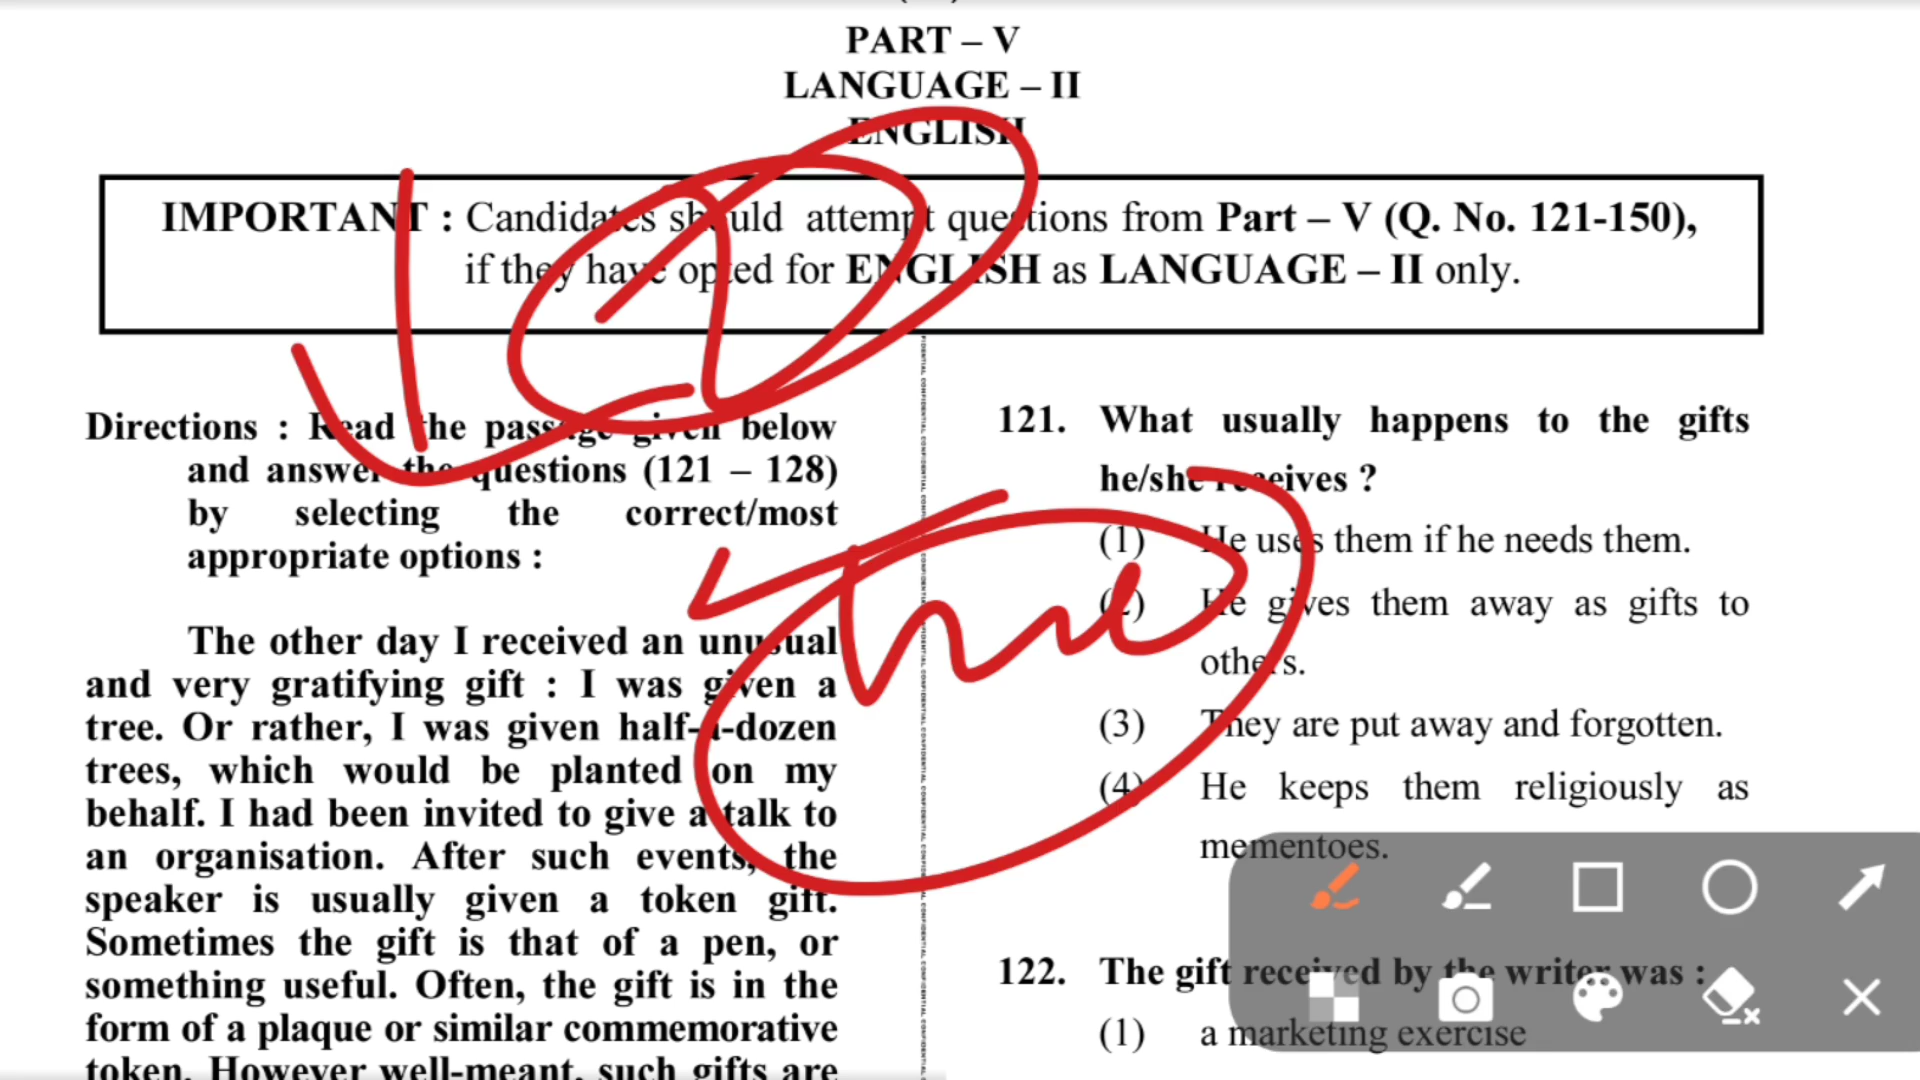 PART – V
LANGUAGE – II
ENGLISH
IMPORTANT : Candidates should attempt questions from Part – V (Q. No. 121-150),
if they have opted for ENGLISH as LANGUAGE – II only.
Directions : Read the passage given below
and answer the questions (121 – 128)
by selecting the correct/most
appropriate options :
The other day I received an unusual
and very gratifying gift : I was given a
tree. Or rather, I was given half-a-dozen
trees, which would be planted on my
behalf. I had been invited to give a talk to
an organisation. After such events, the
speaker is usually given a token gift.
Sometimes the gift is that of a pen, or
something useful. Often, the gift is in the
form of a plaque or similar commemorative
token. However well-meant, such gifts are
121. What usually happens to the gifts
he/she receives ?
(1) He uses them if he needs them.
(2) He gives them away as gifts to
others.
(3) They are put away and forgotten.
(4) He keeps them religiously as
mementoes.
122. The gift received by the writer was :
(1) a marketing exercise